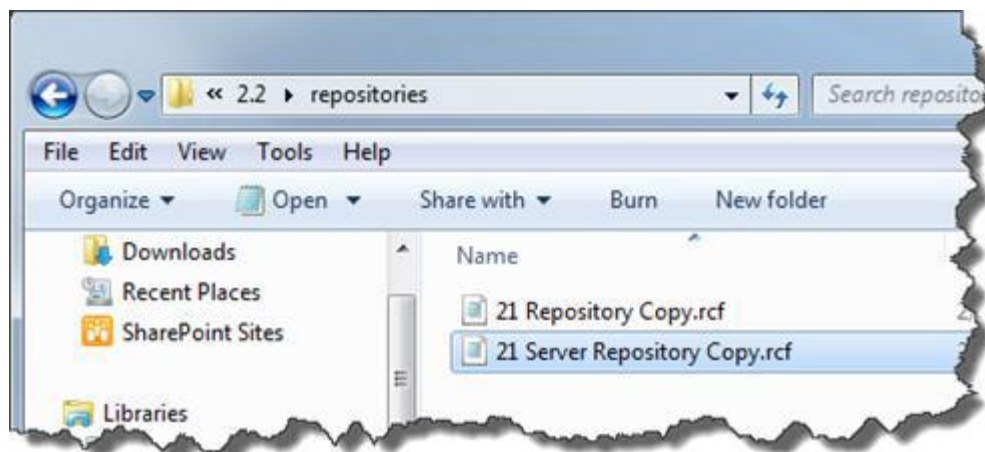 « 2.2 repositories
Search reposito
File Edit View Tools Help
Organize Open Share with Burn New folder
Downloads
Recent Places
SharePoint Sites
Libraries
Name
21 Repository Copy.rcf
21 Server Repository Copy.rcf